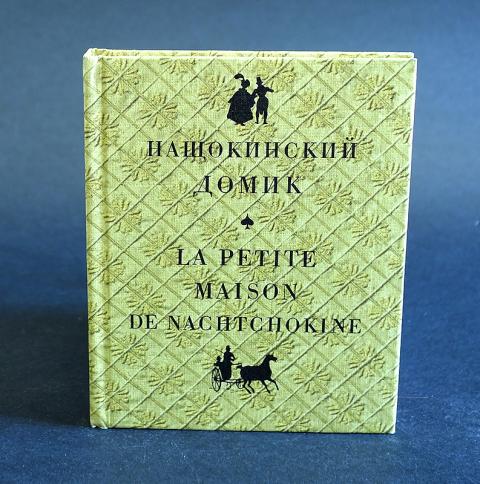 НАЩОКИНСКИЙ
ДОМИК
LA PETITE
MAISON
DE NACHTCHOKINE